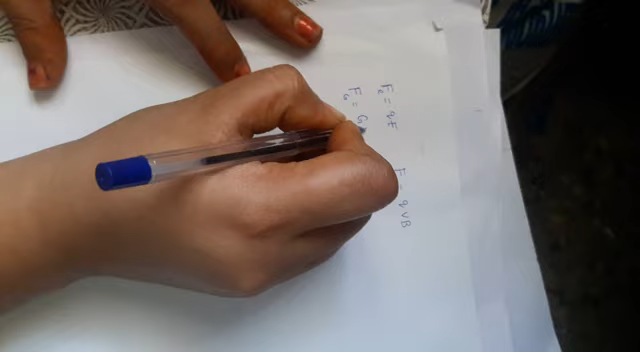 Fe = qE F = qVB
FG = G